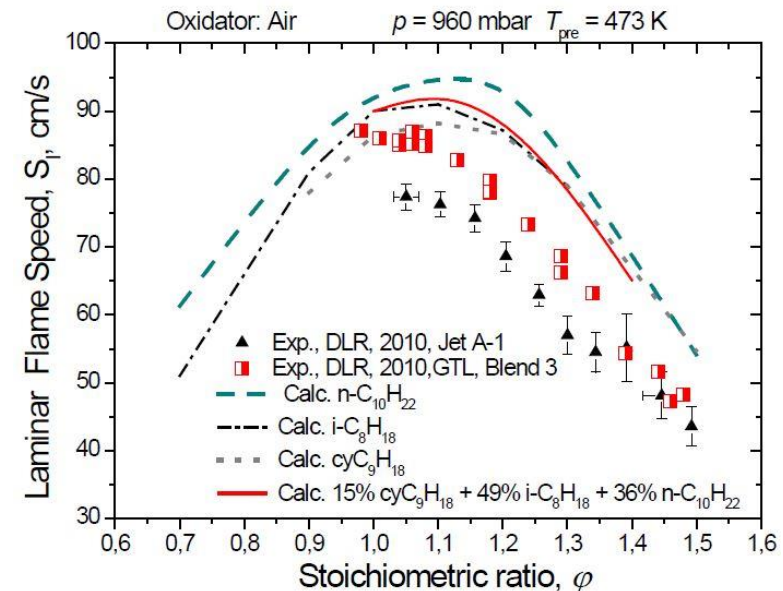 Oxidator: Air p = 960 mbar T_pre = 473 K
Laminar Flame Speed, S_l, cm/s
100
90
80
70
60
50
40
30
▲ Exp., DLR, 2010, Jet A-1
Exp., DLR, 2010,GTL, Blend 3
Calc. n-C₁₀H₂₂
Calc. i-C₈H₁₈
Calc. cyC₉H₁₈
Calc. 15% cyC₉H₁₈ + 49% i-C₈H₁₈ + 36% n-C₁₀H₂₂
0,6 0,7 0,8 0,9 1,0 1,1 1,2 1,3 1,4 1,5 1,6
Stoichiometric ratio, φ